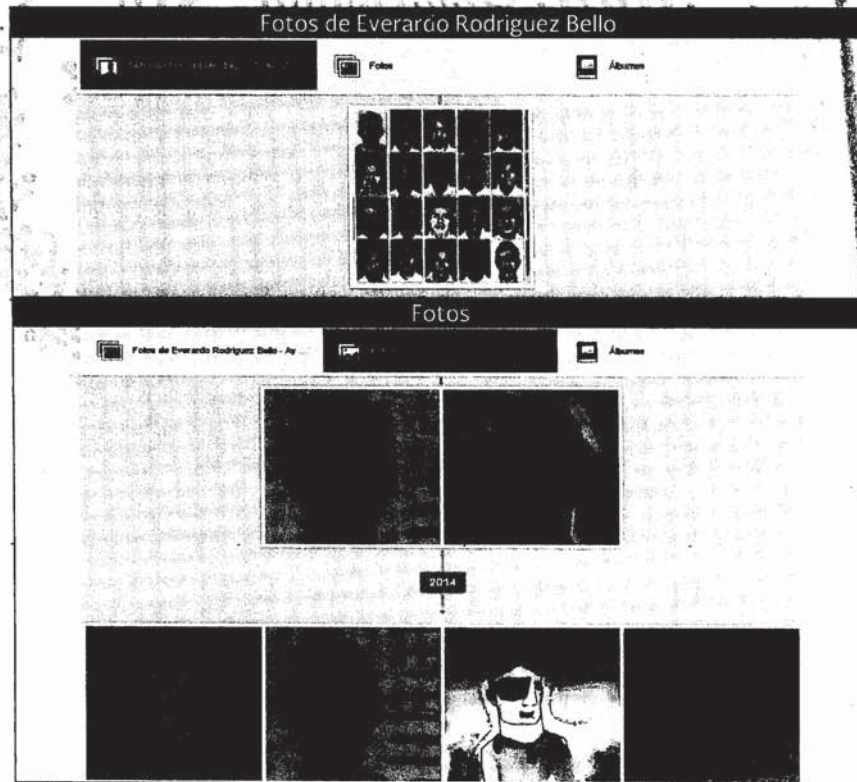 Fotos de Everardo Rodriguez Bello
Fotos
Álbumes
Fotos
Fotos de Everardo Rodriguez Bello - Ay ...
Álbumes
2014